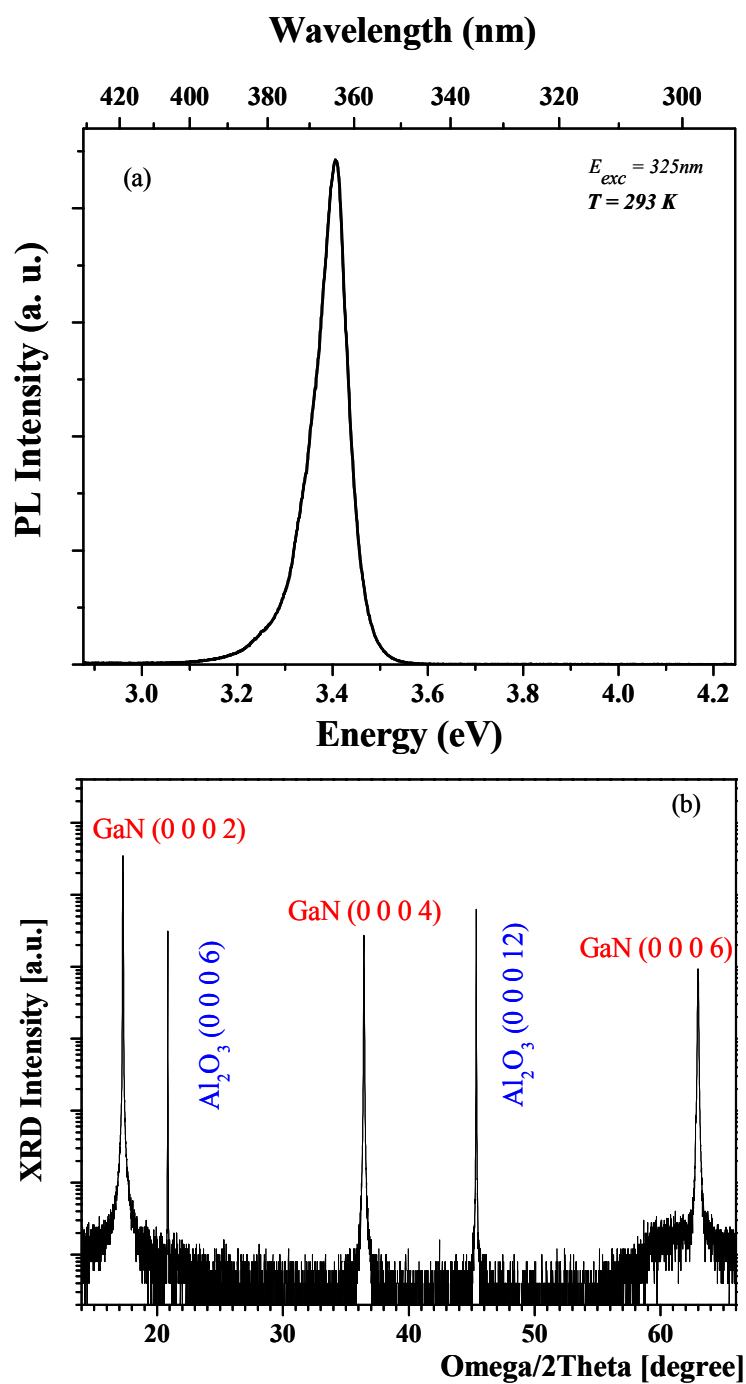 Wavelength (nm)
420 400 380 360 340 320 300
(a)
E_exc = 325nm
T = 293 K
PL Intensity (a. u.)
3.0 3.2 3.4 3.6 3.8 4.0 4.2
Energy (eV)
(b)
GaN (0 0 0 2)
Al₂O₃ (0 0 0 6)
GaN (0 0 0 4)
Al₂O₃ (0 0 0 12)
GaN (0 0 0 6)
XRD Intensity [a.u.]
20 30 40 50 60
Omega/2Theta [degree]